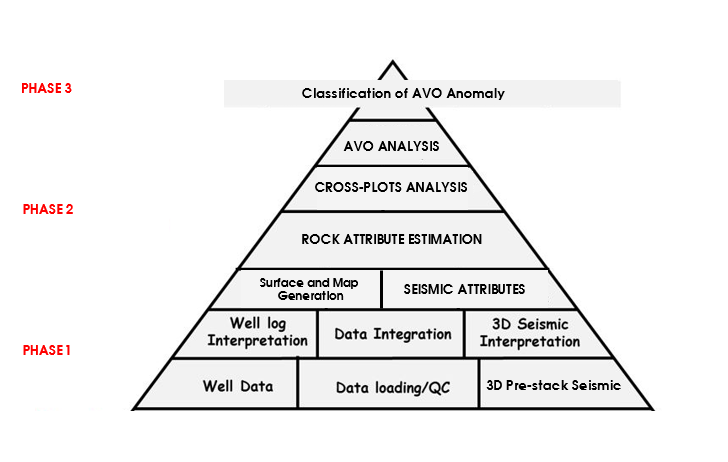 PHASE 3
Classification of AVO Anomaly
AVO ANALYSIS
CROSS-PLOTS ANALYSIS
PHASE 2
ROCK ATTRIBUTE ESTIMATION
Surface and Map
Generation
SEISMIC ATTRIBUTES
Well log
Interpretation
Data Integration
3D Seismic
Interpretation
PHASE 1
Well Data
Data loading/QC
3D Pre-stack Seismic